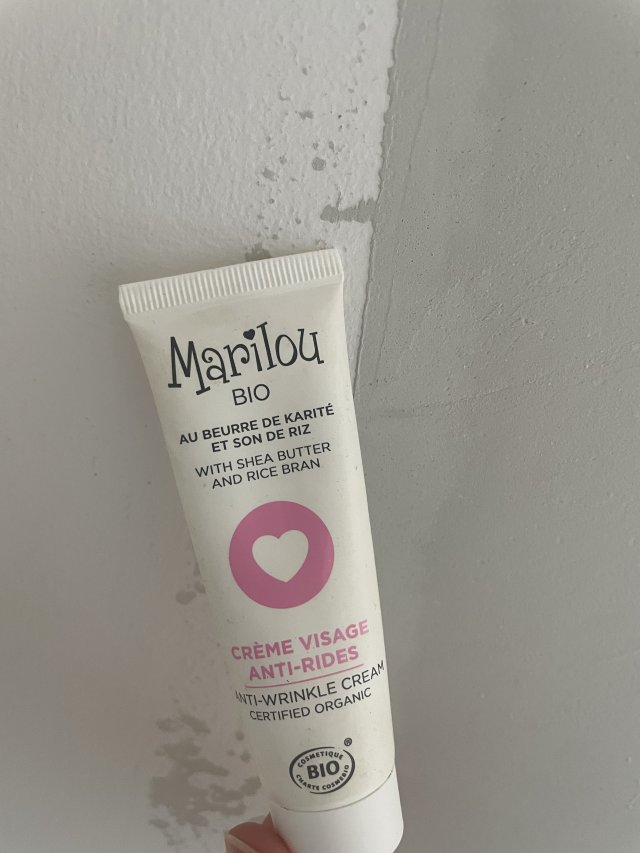 Marilou
BIO
AU BEURRE DE KARITÉ
ET SON DE RIZ
WITH SHEA BUTTER
AND RICE BRAN
CRÈME VISAGE
ANTI-RIDES
ANTI-WRINKLE CREAM
CERTIFIED ORGANIC
®
COSMETIQUE
BIO
CHARTE COSMEBIO